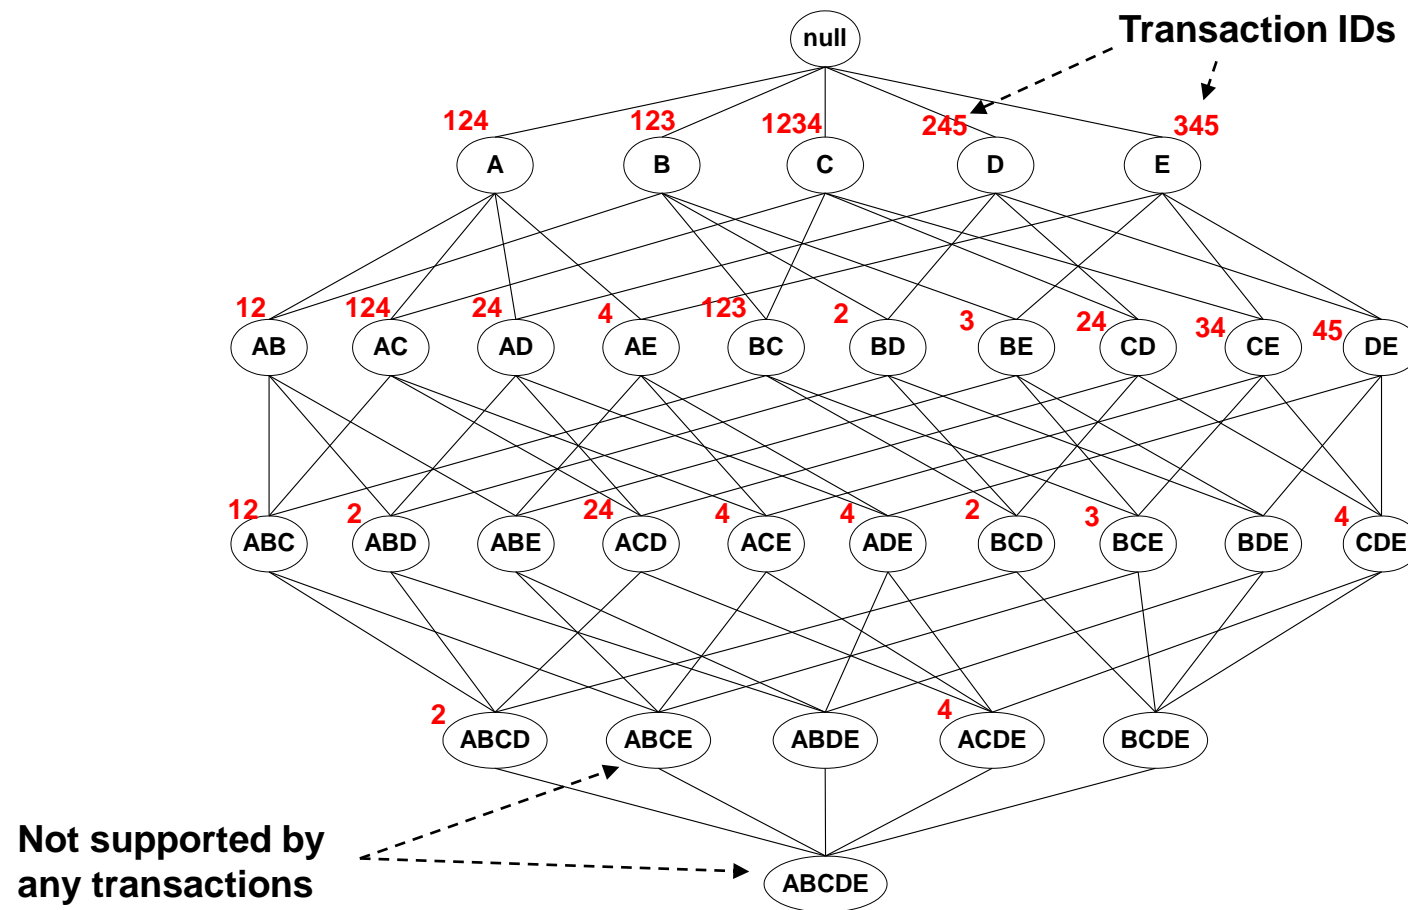 null
Transaction IDs
124 123 1234 245 345
A B C D E
12 124 24 4 123 2 3 24 34 45
AB AC AD AE BC BD BE CD CE DE
12 2 24 4 4 2 3 4
ABC ABD ABE ACD ACE ADE BCD BCE BDE CDE
2 4
ABCD ABCE ABDE ACDE BCDE
Not supported by
any transactions
ABCDE